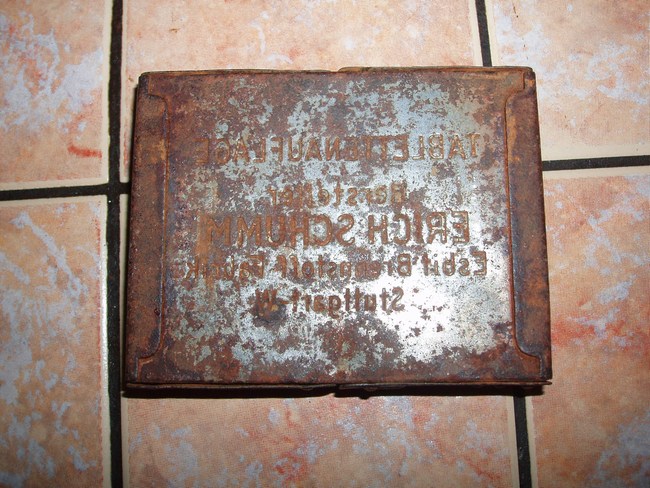 TABLETTENAUFLAGE
Hersteller
ERICH SCHUMM
Esbit Brennstoff-Fabrik
Stuttgart-W